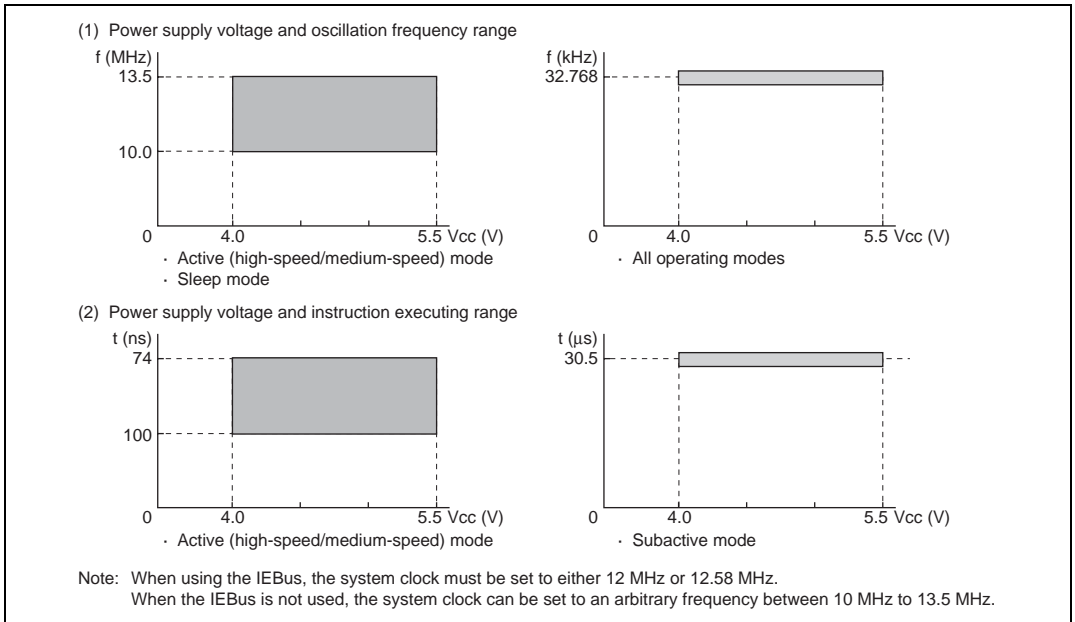 (1) Power supply voltage and oscillation frequency range
f (MHz)
13.5
10.0
0
4.0
5.5 Vcc (V)
· Active (high-speed/medium-speed) mode
· Sleep mode
f (kHz)
32.768
0
4.0
5.5 Vcc (V)
· All operating modes
(2) Power supply voltage and instruction executing range
t (ns)
74
100
0
4.0
5.5 Vcc (V)
· Active (high-speed/medium-speed) mode
t (μs)
30.5
0
4.0
5.5 Vcc (V)
· Subactive mode
Note: When using the IEBus, the system clock must be set to either 12 MHz or 12.58 MHz.
When the IEBus is not used, the system clock can be set to an arbitrary frequency between 10 MHz to 13.5 MHz.